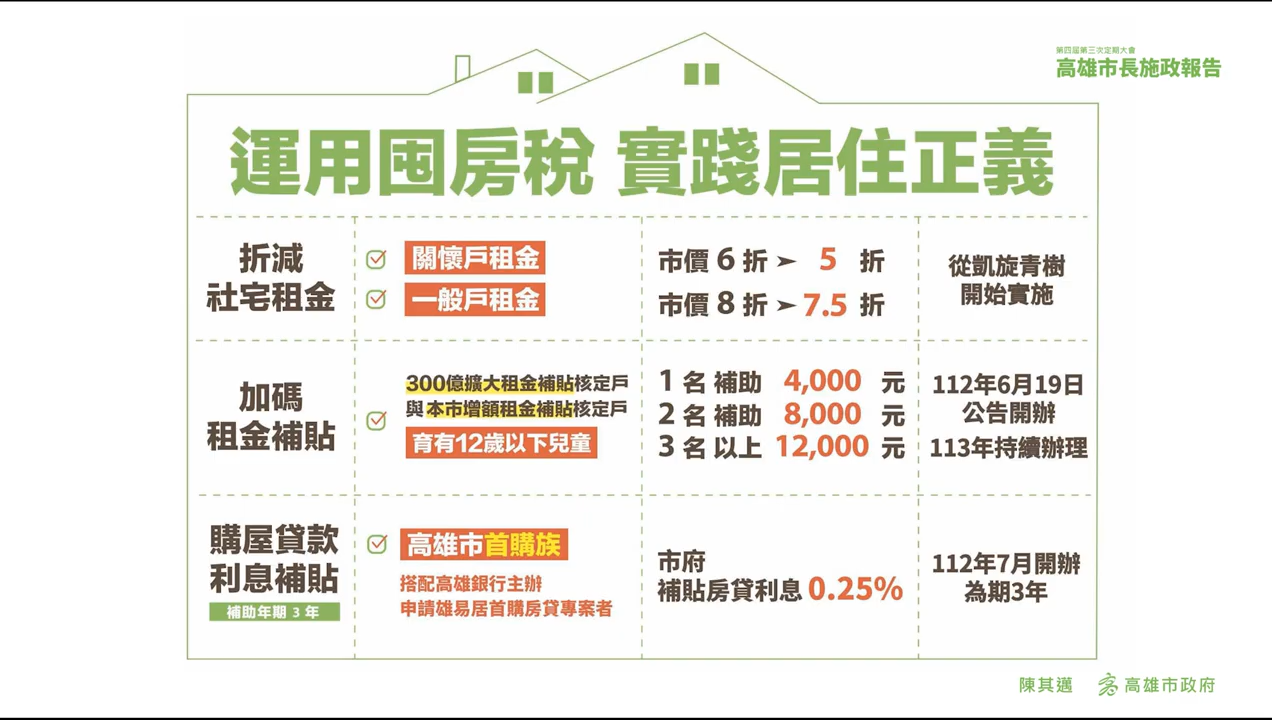 第四屆第三次定期大會
高雄市長施政報告
運用囤房稅 實踐居住正義
折減
社宅租金
關懷戶租金
一般戶租金
市價 6 折 ➤ 5 折
市價 8 折 ➤ 7.5 折
從凱旋青樹
開始實施
加碼
租金補貼
300億擴大租金補貼核定戶
與 本市增額租金補貼核定戶
育有12歲以下兒童
1 名 補助 4,000 元
2 名 補助 8,000 元
3 名 以上 12,000 元
112年6月19日
公告開辦
113年持續辦理
購屋貸款
利息補貼
補助年期 3 年
高雄市首購族
搭配高雄銀行主辦
申請雄易居首購房貸專案者
市府
補貼房貸利息 0.25%
112年7月開辦
為期3年
陳其邁 高雄市政府